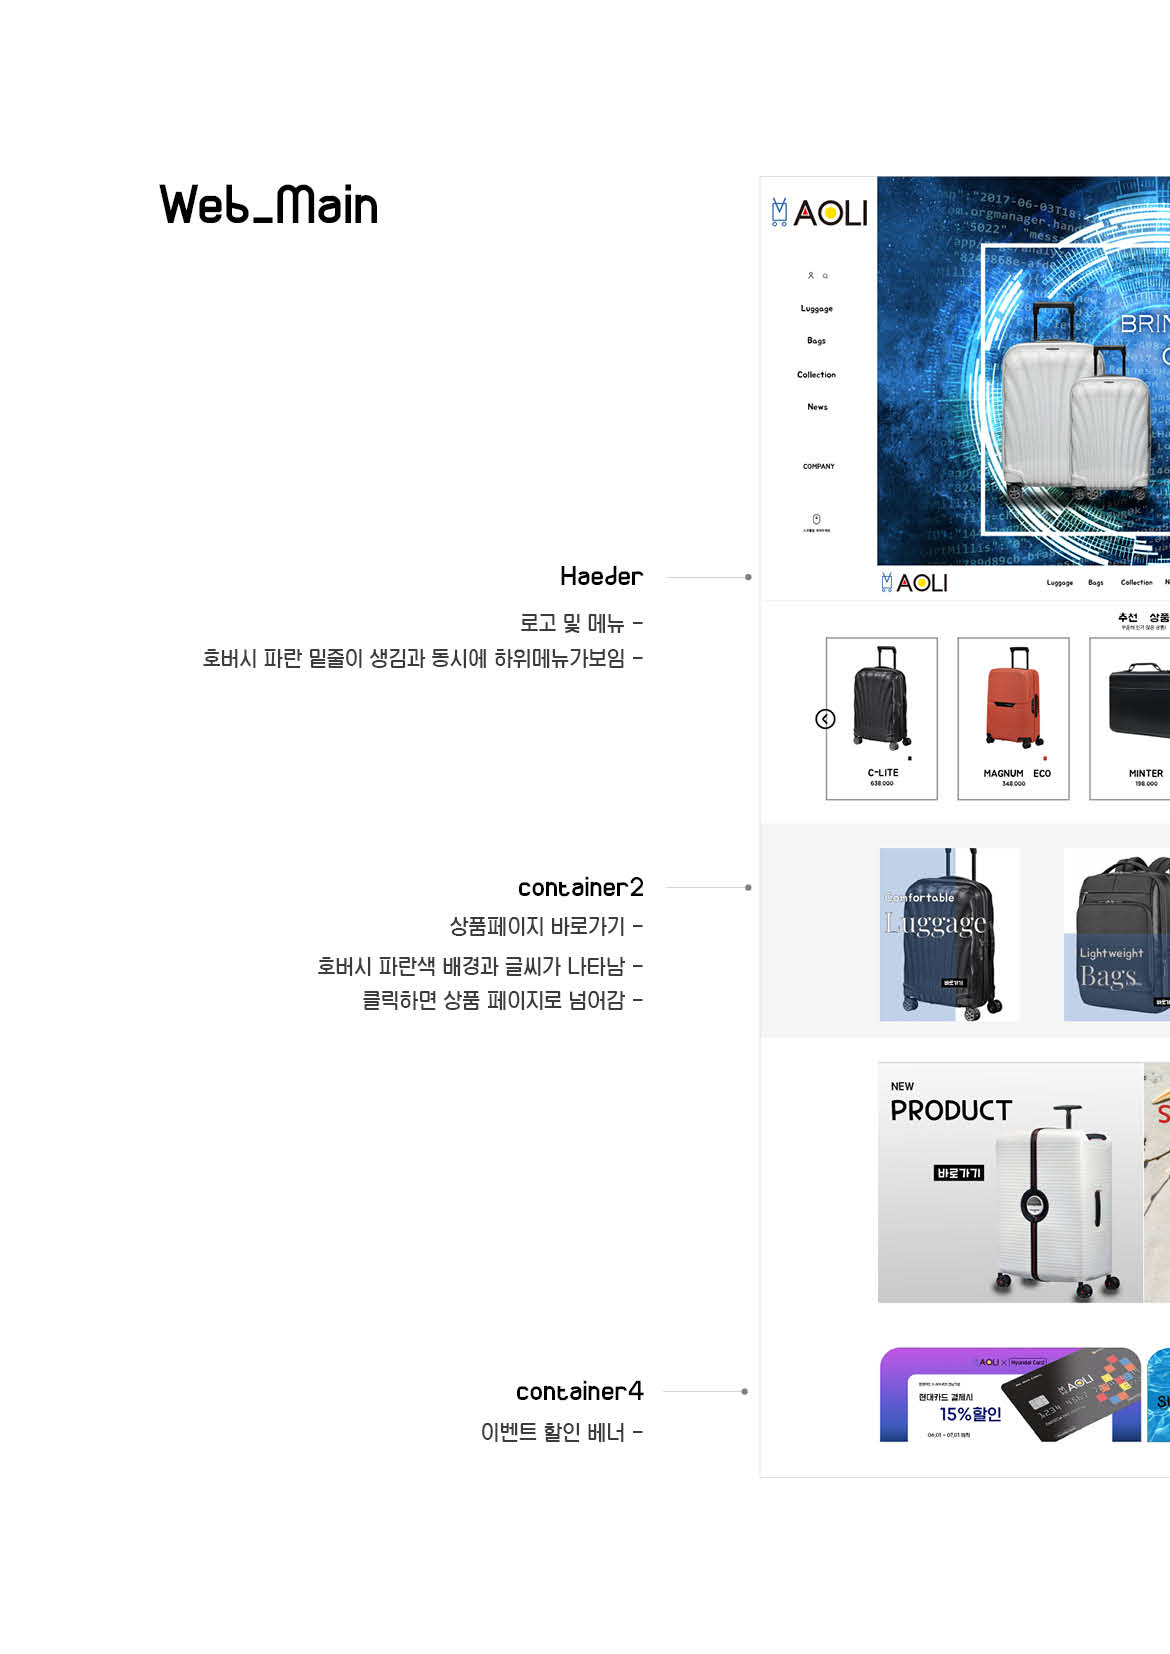 Web_Main
Haeder
로고 및 메뉴 -
호버시 파란 밑줄이 생김과 동시에 하위메뉴가보임 -
container2
상품페이지 바로가기 -
호버시 파란색 배경과 글씨가 나타남 -
클릭하면 상품 페이지로 넘어감 -
container4
이벤트 할인 베너 -
AOLI
Luggage
Bags
Collection
News
COMPANY
BRIN
AOLI
Luggage Bags Collection N
추선 상품
C-LITE
638,000
MAGNUM ECO
348,000
MINTER
198,000
Comfortable
Luggage
바로가기
Lightweight
Bags
NEW
PRODUCT
바로가기
S
AOLI X Hyundai Card
현대카드 결제시
15%할인
AOLI
1234 4567